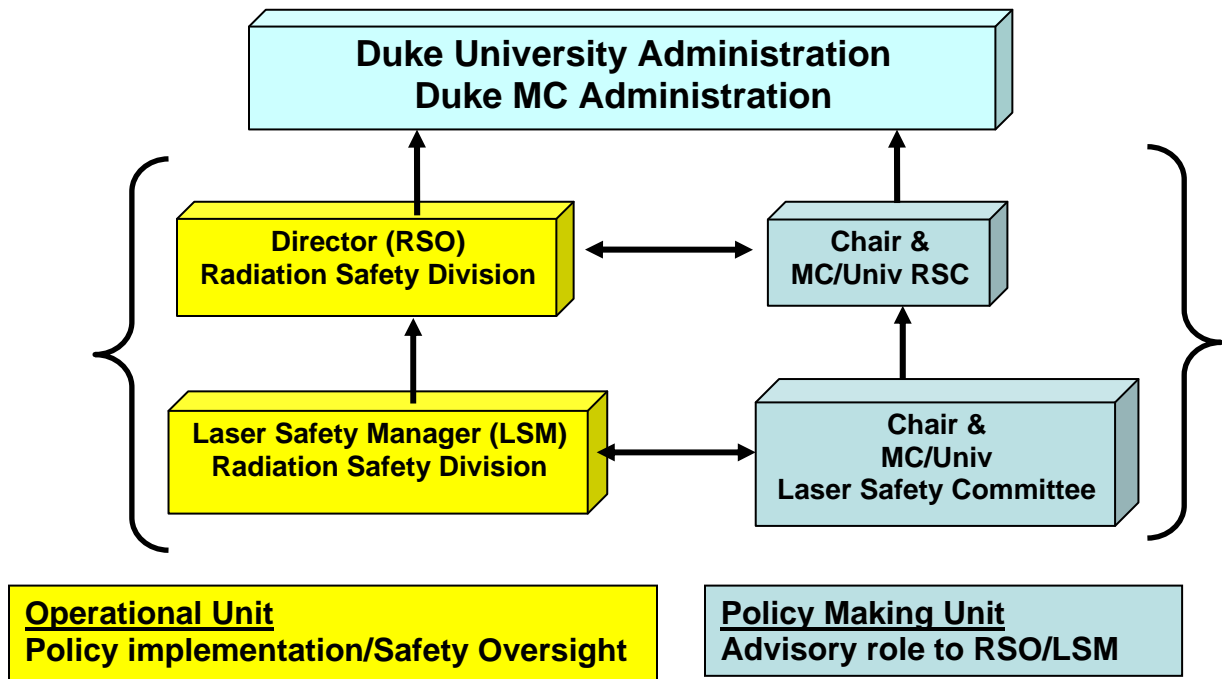 Duke University Administration
Duke MC Administration
Director (RSO)
Radiation Safety Division
Chair &
MC/Univ RSC
Laser Safety Manager (LSM)
Radiation Safety Division
Chair &
MC/Univ
Laser Safety Committee
Operational Unit
Policy implementation/Safety Oversight
Policy Making Unit
Advisory role to RSO/LSM